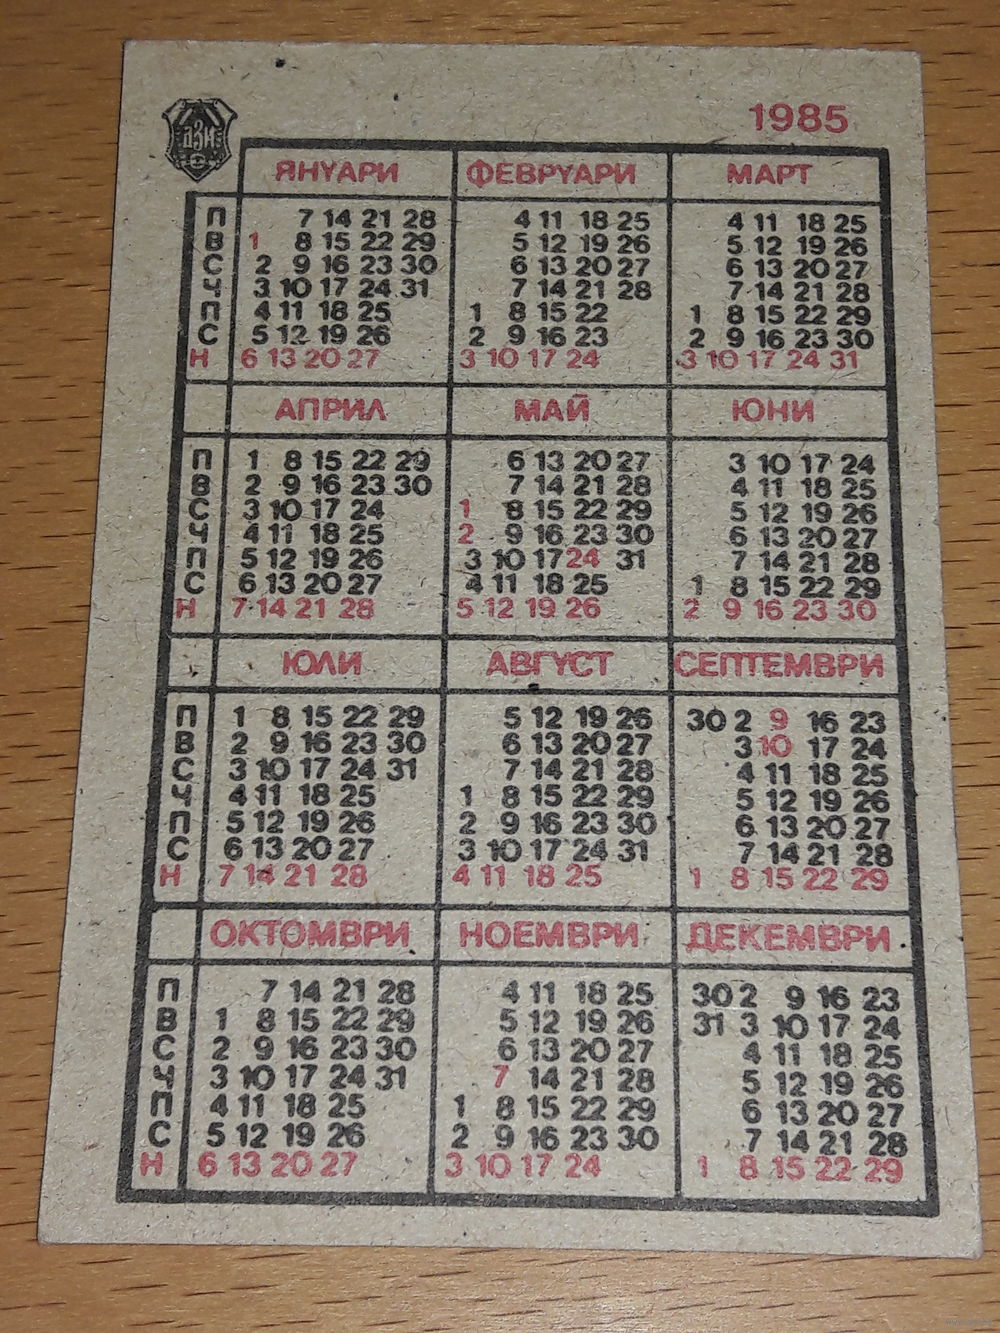 ДЗИ
1985
ЯНУАРИ ФЕВРУАРИ МАРТ
П 7 14 21 28 4 11 18 25 4 11 18 25
В 1 8 15 22 29 5 12 19 26 5 12 19 26
С 2 9 16 23 30 6 13 20 27 6 13 20 27
Ч 3 10 17 24 31 7 14 21 28 7 14 21 28
П 4 11 18 25 1 8 15 22 1 8 15 22 29
С 5 12 19 26 2 9 16 23 2 9 16 23 30
Н 6 13 20 27 3 10 17 24 3 10 17 24 31
АПРИЛ МАЙ ЮНИ
П 1 8 15 22 29 6 13 20 27 3 10 17 24
В 2 9 16 23 30 7 14 21 28 4 11 18 25
С 3 10 17 24 1 8 15 22 29 5 12 19 26
Ч 4 11 18 25 2 9 16 23 30 6 13 20 27
П 5 12 19 26 3 10 17 24 31 7 14 21 28
С 6 13 20 27 4 11 18 25 1 8 15 22 29
Н 7 14 21 28 5 12 19 26 2 9 16 23 30
ЮЛИ АВГУСТ СЕПТЕМВРИ
П 1 8 15 22 29 5 12 19 26 30 2 9 16 23
В 2 9 16 23 30 6 13 20 27 3 10 17 24
С 3 10 17 24 31 7 14 21 28 4 11 18 25
Ч 4 11 18 25 1 8 15 22 29 5 12 19 26
П 5 12 19 26 2 9 16 23 30 6 13 20 27
С 6 13 20 27 3 10 17 24 31 7 14 21 28
Н 7 14 21 28 4 11 18 25 1 8 15 22 29
ОКТОМВРИ НОЕМВРИ ДЕКЕМВРИ
П 7 14 21 28 4 11 18 25 30 2 9 16 23
В 1 8 15 22 29 5 12 19 26 31 3 10 17 24
С 2 9 16 23 30 6 13 20 27 4 11 18 25
Ч 3 10 17 24 31 7 14 21 28 5 12 19 26
П 4 11 18 25 1 8 15 22 29 6 13 20 27
С 5 12 19 26 2 9 16 23 30 7 14 21 28
Н 6 13 20 27 3 10 17 24 1 8 15 22 29